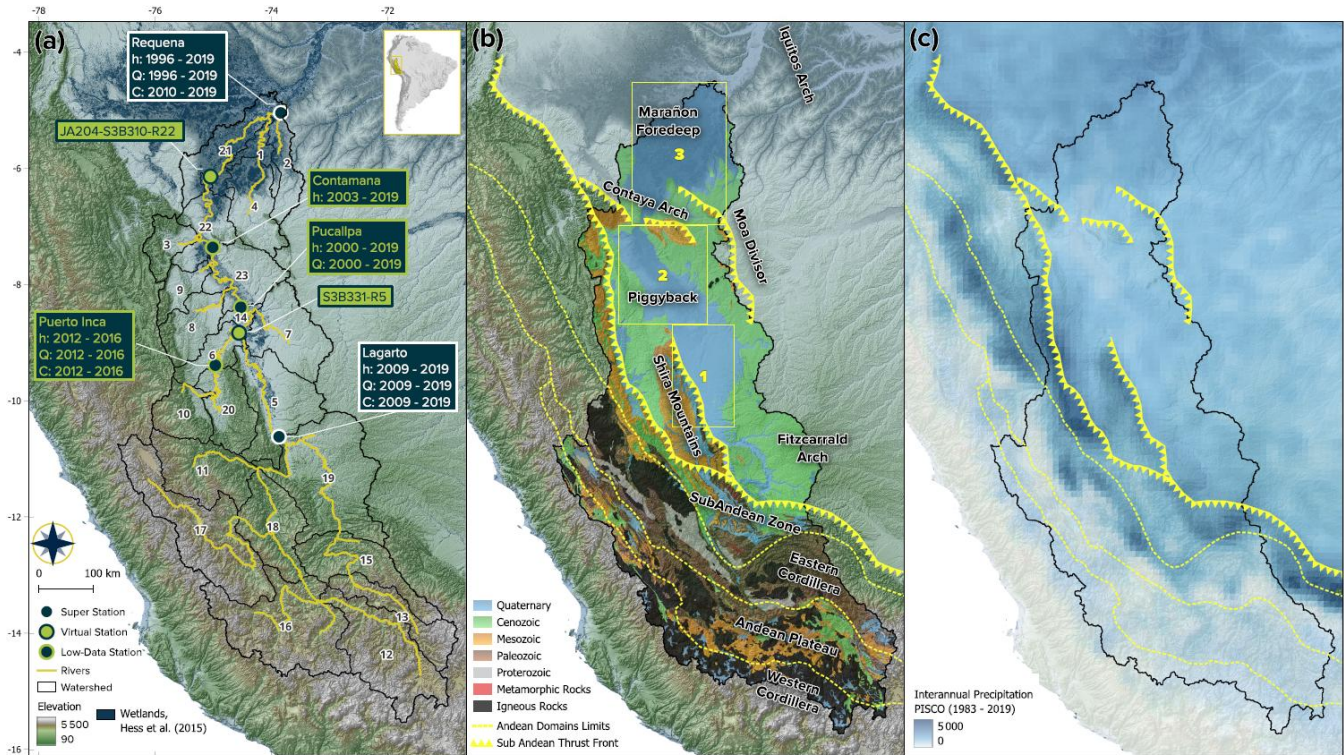 -78
-76
-74
-72
-4
-6
-8
-10
-12
-14
-16
(a)
Requena
h: 1996 - 2019
Q: 1996 - 2019
C: 2010 - 2019
JA204-S3B310-R22
Contamana
h: 2003 - 2019
Pucallpa
h: 2000 - 2019
Q: 2000 - 2019
S3B331-R5
Puerto Inca
h: 2012 - 2016
Q: 2012 - 2016
C: 2012 - 2016
Lagarto
h: 2009 - 2019
Q: 2009 - 2019
C: 2009 - 2019
21
1
2
4
22
3
23
9
8
14
7
6
5
10
20
11
19
18
17
15
13
16
12
0 100 km
Super Station
Virtual Station
Low-Data Station
Rivers
Watershed
Elevation
5 500
90
Wetlands,
Hess et al. (2015)
(b)
Iquitos Arch
Marañon
Foredeep
3
Contaya Arch
Moa Divisor
2
Piggyback
1
Shira Mountains
Fitzcarrald
Arch
SubAndean Zone
Eastern
Cordillera
Andean Plateau
Western
Cordillera
Quaternary
Cenozoic
Mesozoic
Paleozoic
Proterozoic
Metamorphic Rocks
Igneous Rocks
Andean Domains Limits
Sub Andean Thrust Front
(c)
Interannual Precipitation
PISCO (1983 - 2019)
5 000
0